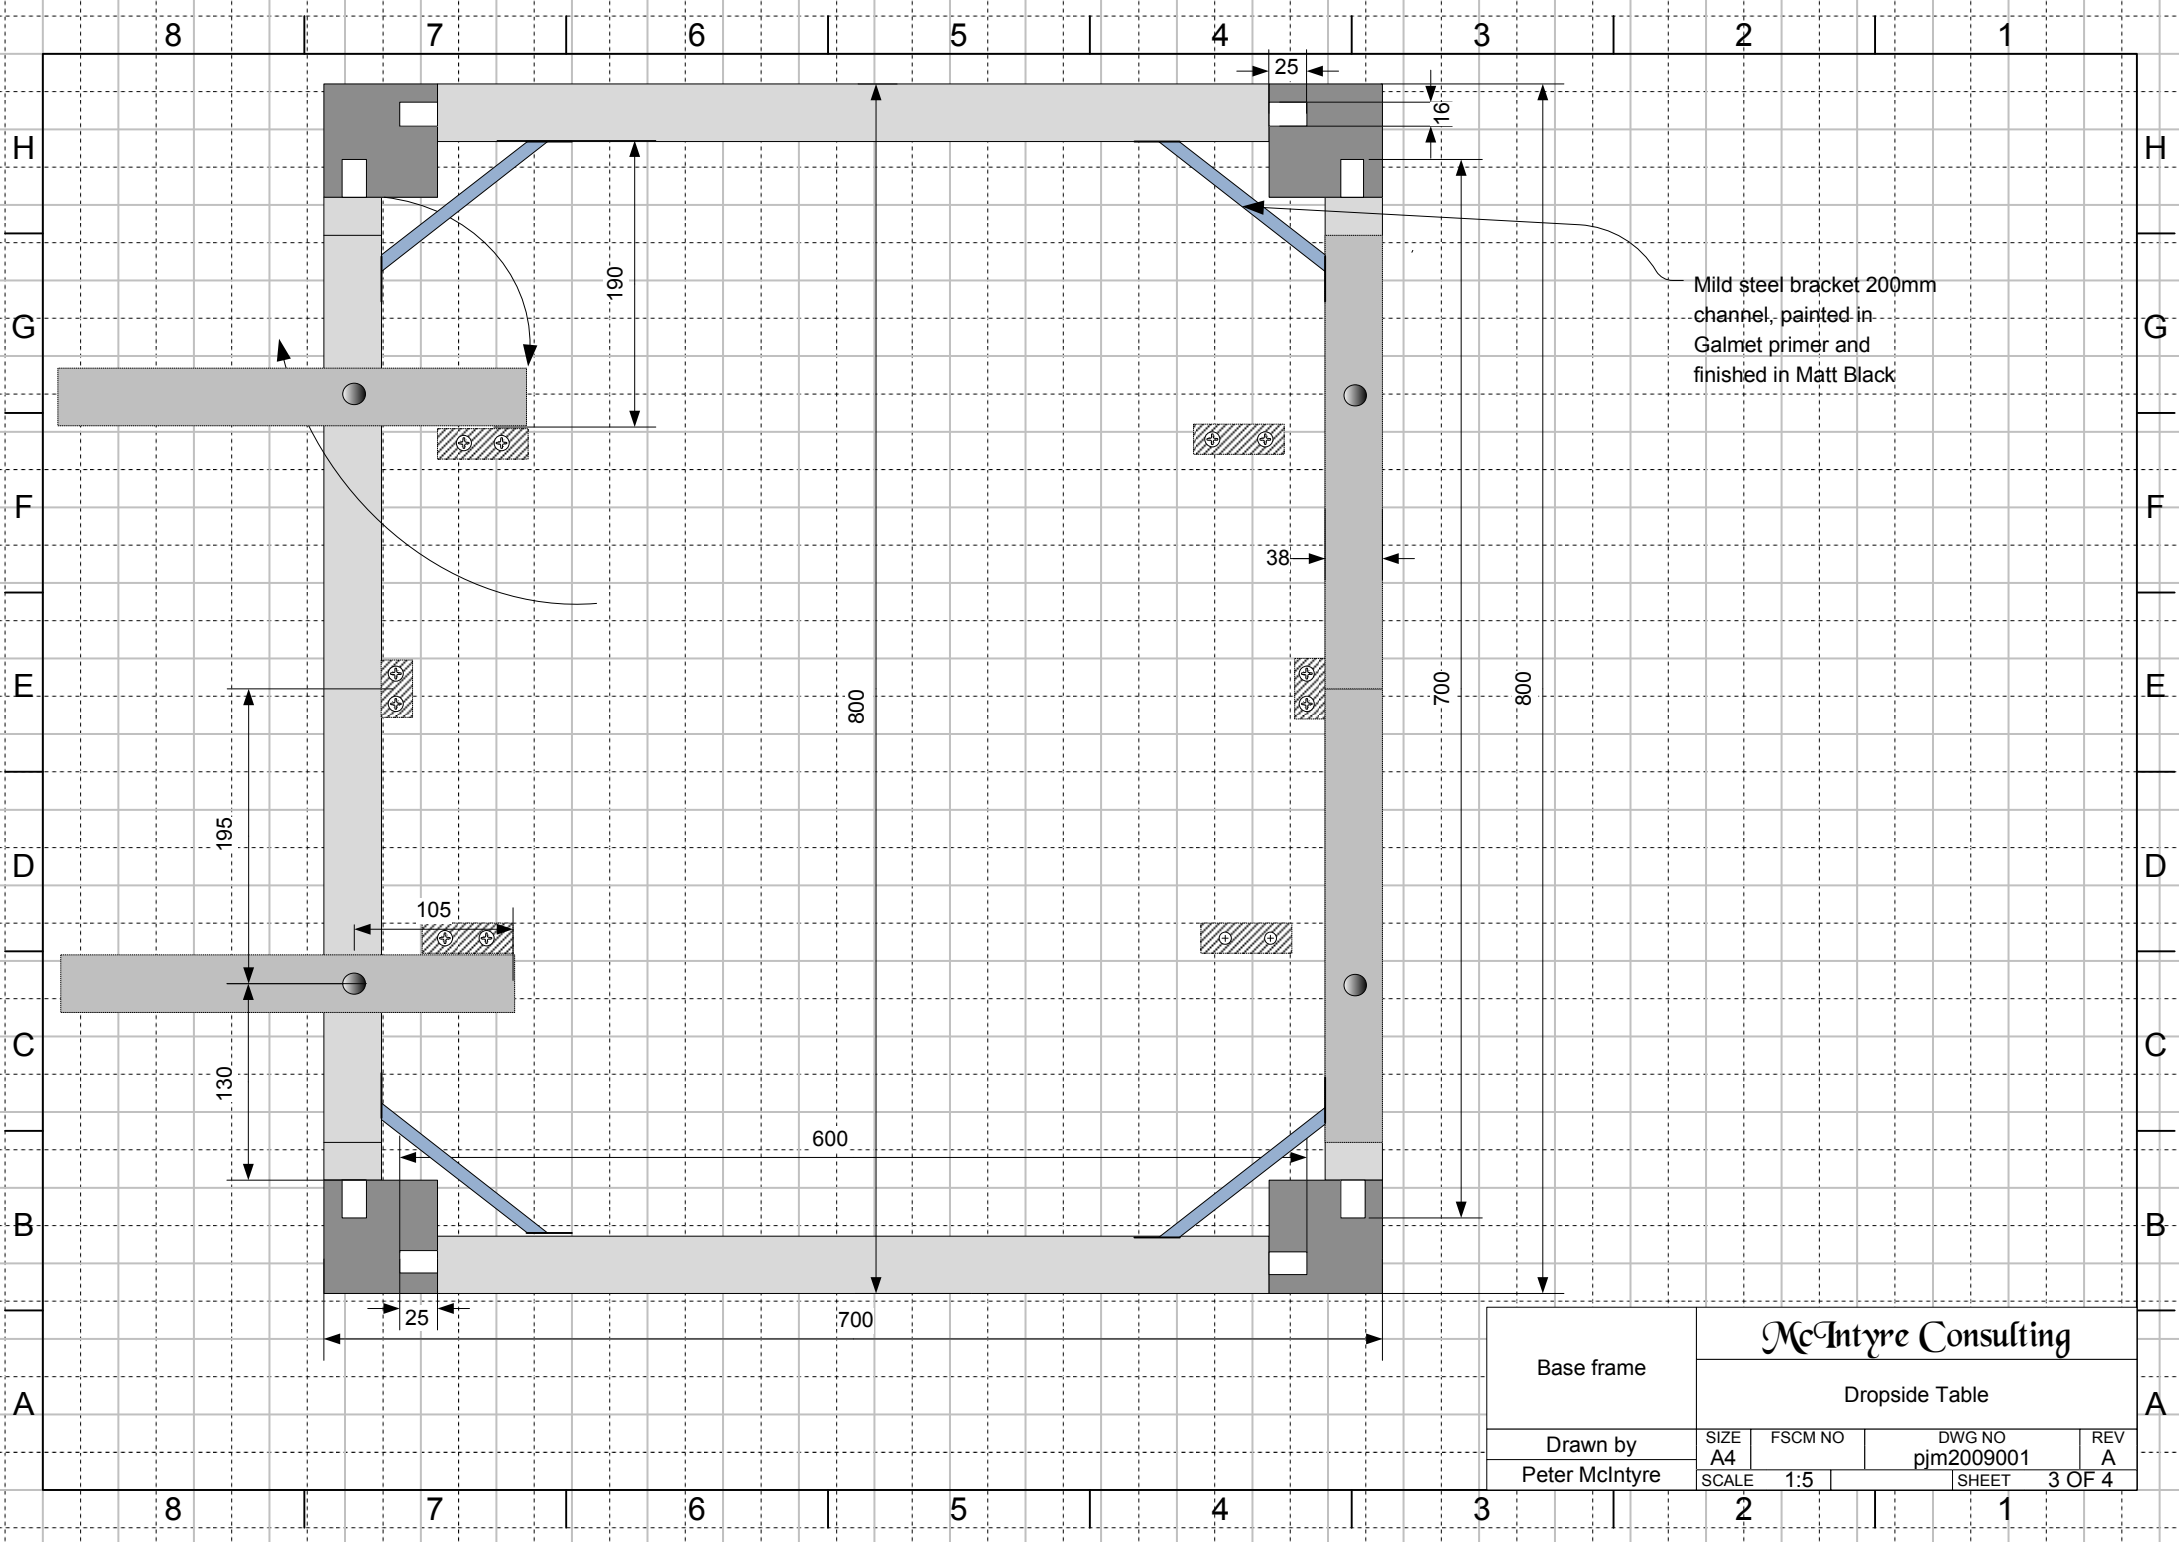 8 7 6 5 4 3 2 1
25
16
H H
190
Mild steel bracket 200mm
channel, painted in
Galmet primer and
finished in Matt Black
G G
F F
38
E E
800
700
800
195
D D
105
C C
130
600
B B
25
700
Base frame
McIntyre Consulting
Dropside Table
A A
Drawn by
Peter McIntyre
SIZE FSCM NO DWG NO REV
A4 pjm2009001 A
SCALE 1:5 SHEET 3 OF 4
8 7 6 5 4 3 2 1